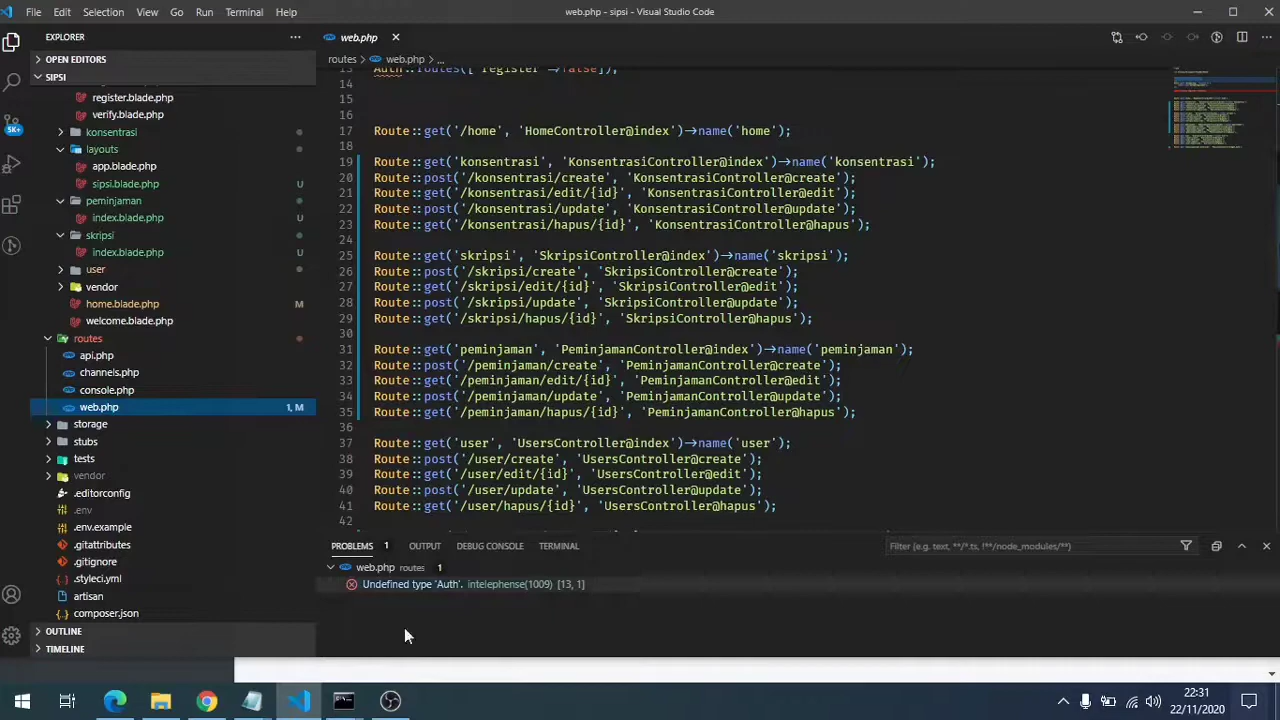 File Edit Selection View Go Run Terminal Help
web.php - sipsi - Visual Studio Code
EXPLORER
OPEN EDITORS
SIPSI
register.blade.php
verify.blade.php
konsentrasi
layouts
app.blade.php
sipsi.blade.php U
peminjaman
index.blade.php U
skripsi
index.blade.php U
user
vendor
home.blade.php M
welcome.blade.php
routes
api.php
channels.php
console.php
web.php 1, M
storage
stubs
tests
vendor
.editorconfig
.env
.env.example
.gitattributes
.gitignore
.styleci.yml
artisan
composer.json
OUTLINE
TIMELINE
5K+
web.php
routes > web.php > ...
13 Auth::routes(['register'=>false]);
14
15
16
17 Route::get('/home', 'HomeController@index')->name('home');
18
19 Route::get('konsentrasi', 'KonsentrasiController@index')->name('konsentrasi');
20 Route::post('/konsentrasi/create', 'KonsentrasiController@create');
21 Route::get('/konsentrasi/edit/{id}', 'KonsentrasiController@edit');
22 Route::post('/konsentrasi/update', 'KonsentrasiController@update');
23 Route::get('/konsentrasi/hapus/{id}', 'KonsentrasiController@hapus');
24
25 Route::get('skripsi', 'SkripsiController@index')->name('skripsi');
26 Route::post('/skripsi/create', 'SkripsiController@create');
27 Route::get('/skripsi/edit/{id}', 'SkripsiController@edit');
28 Route::post('/skripsi/update', 'SkripsiController@update');
29 Route::get('/skripsi/hapus/{id}', 'SkripsiController@hapus');
30
31 Route::get('peminjaman', 'PeminjamanController@index')->name('peminjaman');
32 Route::post('/peminjaman/create', 'PeminjamanController@create');
33 Route::get('/peminjaman/edit/{id}', 'PeminjamanController@edit');
34 Route::post('/peminjaman/update', 'PeminjamanController@update');
35 Route::get('/peminjaman/hapus/{id}', 'PeminjamanController@hapus');
36
37 Route::get('user', 'UsersController@index')->name('user');
38 Route::post('/user/create', 'UsersController@create');
39 Route::get('/user/edit/{id}', 'UsersController@edit');
40 Route::post('/user/update', 'UsersController@update');
41 Route::get('/user/hapus/{id}', 'UsersController@hapus');
42
PROBLEMS 1 OUTPUT DEBUG CONSOLE TERMINAL
Filter (e.g. text, **/*.ts, !**/node_modules/**)
web.php routes 1
Undefined type 'Auth'. intelephense(1009) [13, 1]
22:31
22/11/2020